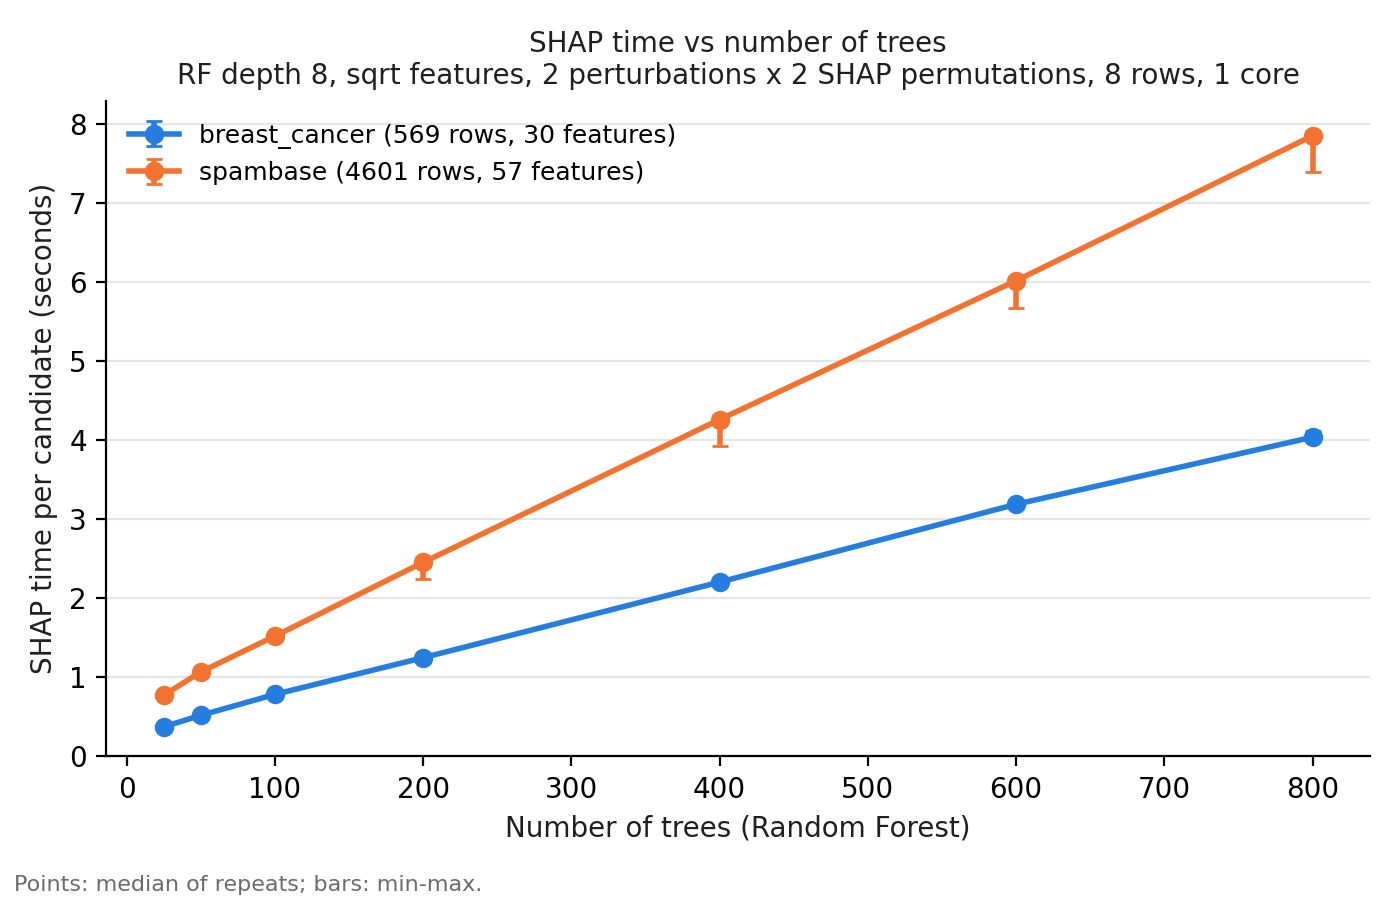 SHAP time vs number of trees
RF depth 8, sqrt features, 2 perturbations x 2 SHAP permutations, 8 rows, 1 core
breast_cancer (569 rows, 30 features)
spambase (4601 rows, 57 features)
SHAP time per candidate (seconds)
8
7
6
5
4
3
2
1
0
0 100 200 300 400 500 600 700 800
Number of trees (Random Forest)
Points: median of repeats; bars: min-max.